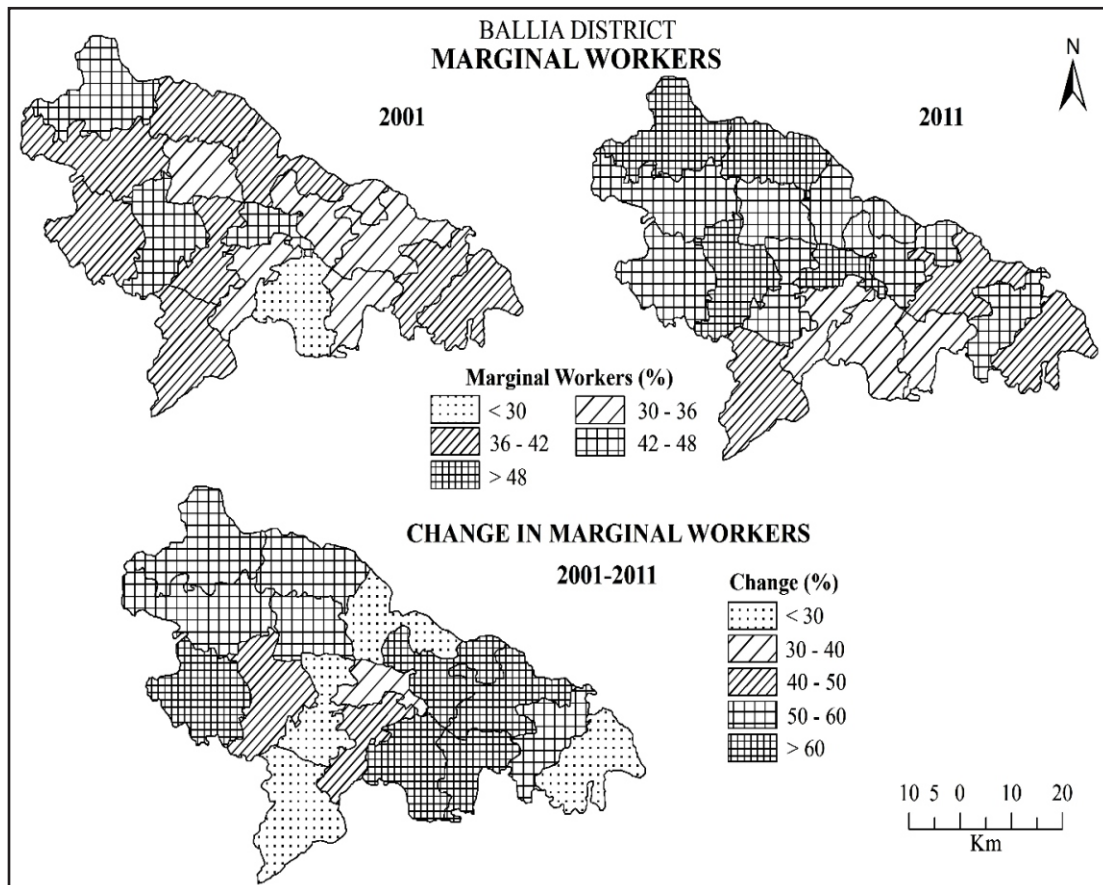 BALLIA DISTRICT
MARGINAL WORKERS
N
2001
2011
Marginal Workers (%)
< 30
30 - 36
36 - 42
42 - 48
> 48
CHANGE IN MARGINAL WORKERS
2001-2011
Change (%)
< 30
30 - 40
40 - 50
50 - 60
> 60
10 5 0 10 20
Km